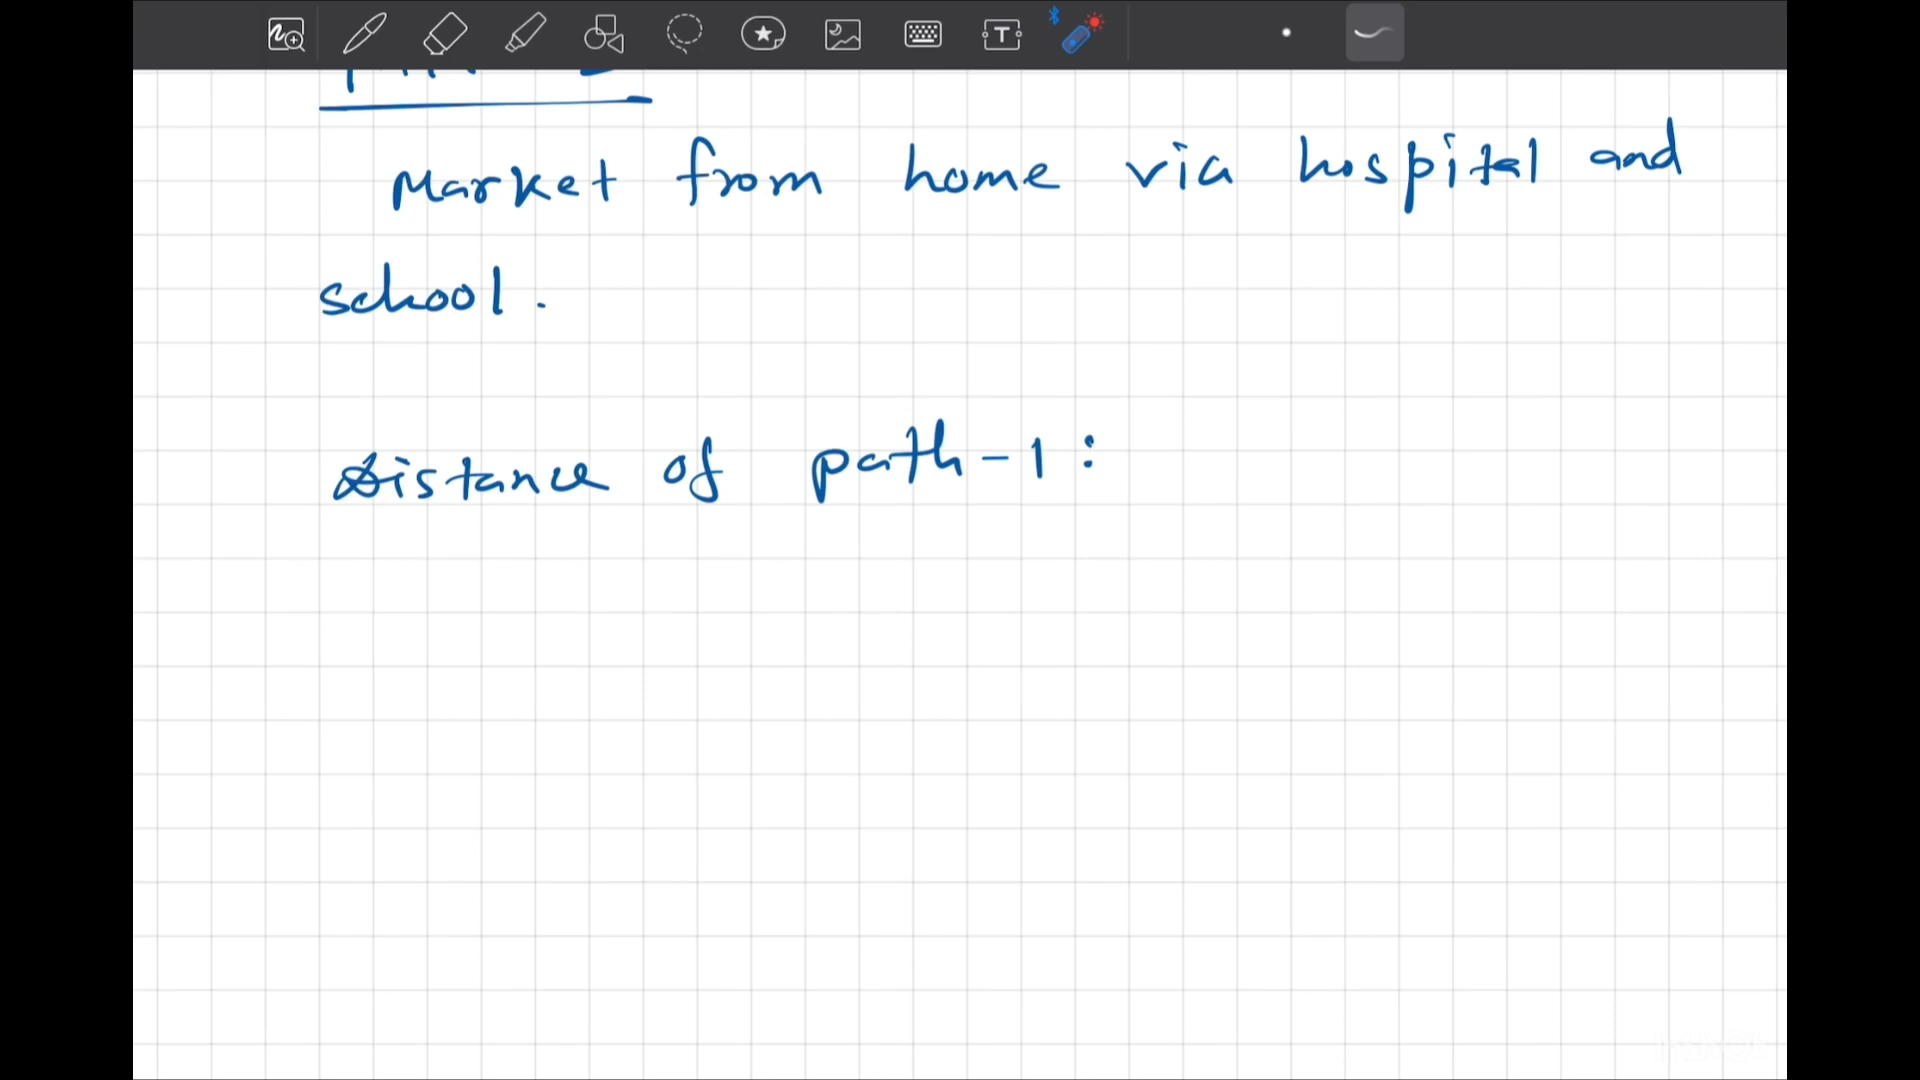 Market from home via hospital and
school.
Distance of path-1: